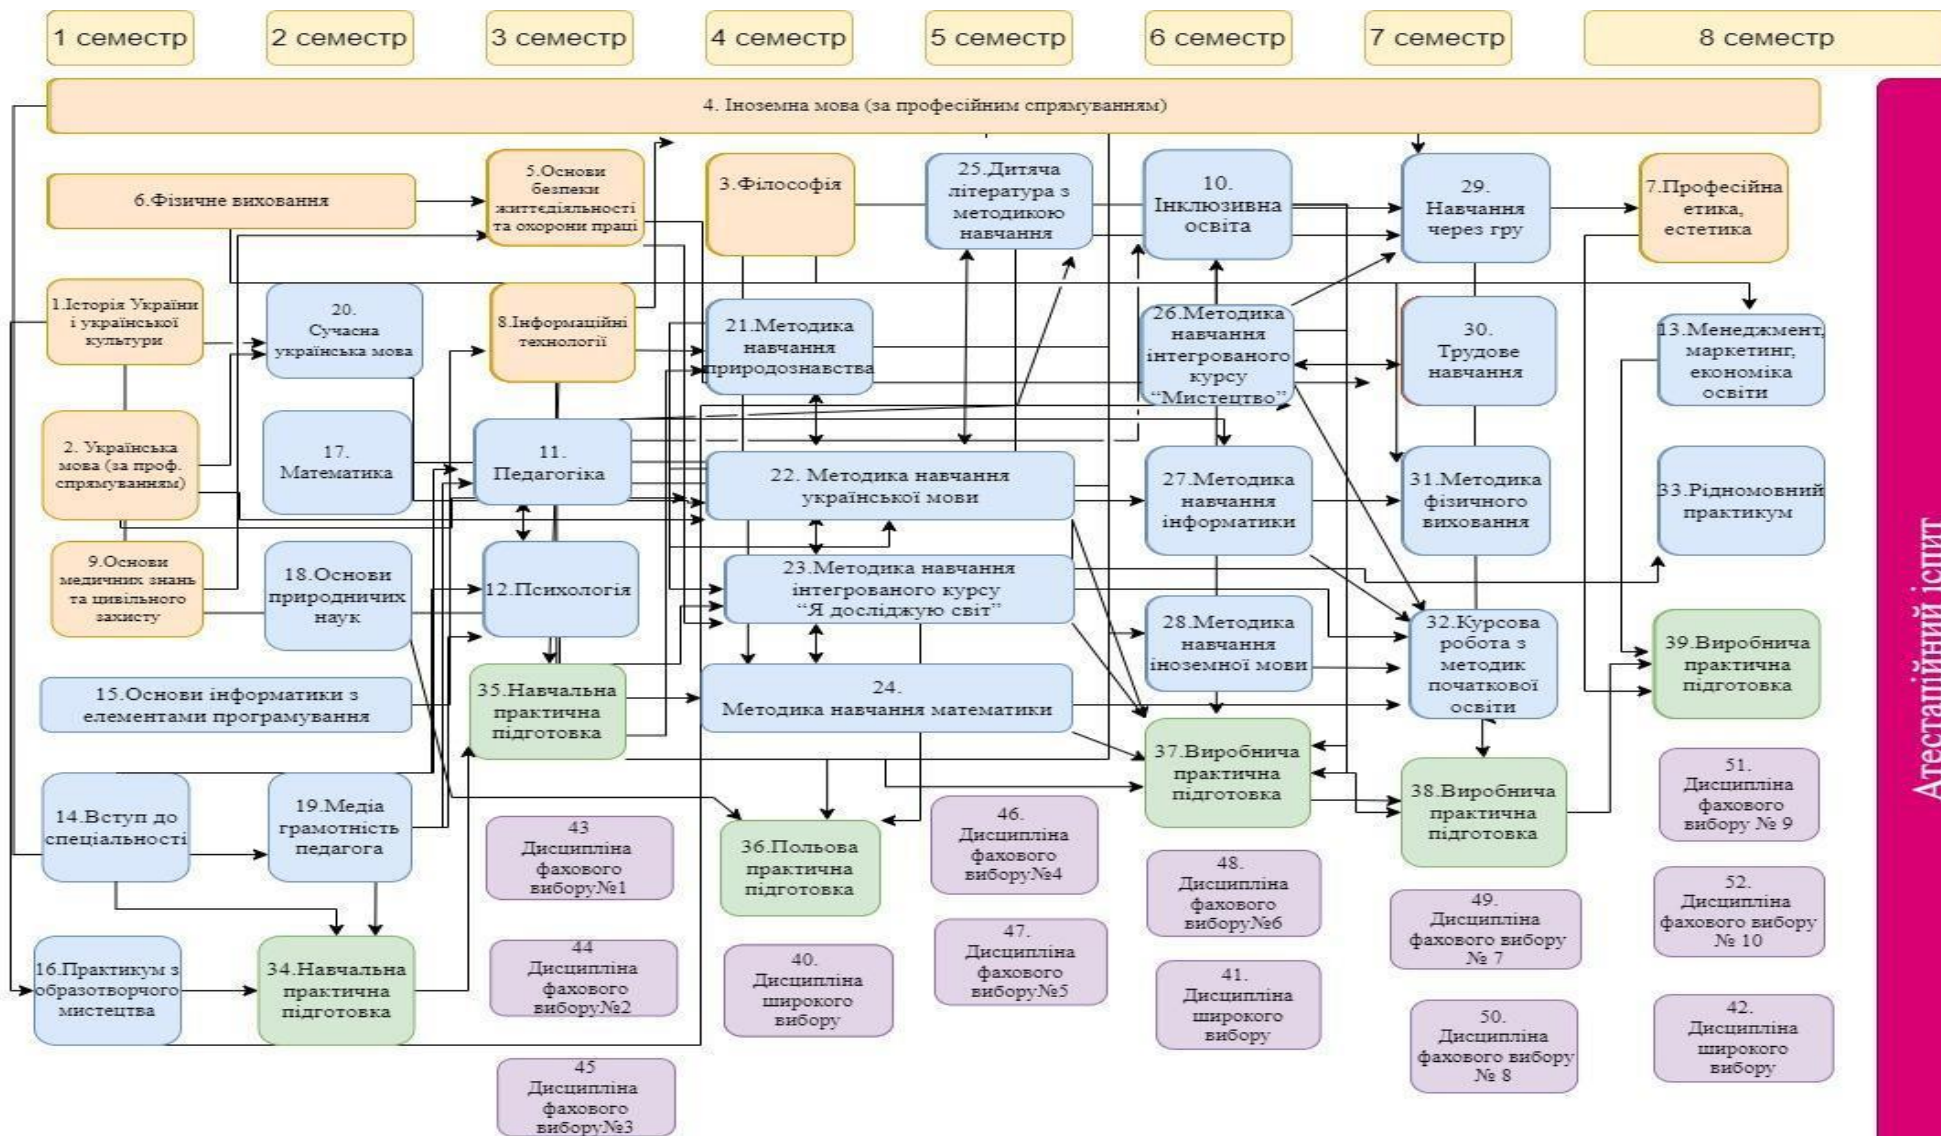 1 семестр
2 семестр
3 семестр
4 семестр
5 семестр
6 семестр
7 семестр
8 семестр
4. Іноземна мова (за професійним спрямуванням)
6.Фізичне виховання
5.Основи
безпеки
життєдіяльності
та охорони праці
3.Філософія
25.Дитяча
література з
методикою
навчання
10.
Інклюзивна
освіта
29.
Навчання
через гру
7.Професійна
етика,
естетика
1.Історія України
і української
культури
20.
Сучасна
українська мова
8.Інформаційні
технології
21.Методика
навчання
природознавства
26.Методика
навчання
інтегрованого
курсу
“Мистецтво”
30.
Трудове
навчання
13.Менеджмент,
маркетинг,
економіка
освіти
2. Українська
мова (за проф.
спрямуванням)
17.
Математика
11.
Педагогіка
22. Методика навчання
української мови
27.Методика
навчання
інформатики
31.Методика
фізичного
виховання
33.Рідномовний
практикум
9.Основи
медичних знань
та цивільного
захисту
18.Основи
природничих
наук
12.Психологія
23.Методика навчання
інтегрованого курсу
“Я досліджую світ”
28.Методика
навчання
іноземної мови
32.Курсова
робота з
методик
початкової
освіти
39.Виробнича
практична
підготовка
15.Основи інформатики з
елементами програмування
35.Навчальна
практична
підготовка
24.
Методика навчання математики
37.Виробнича
практична
підготовка
38.Виробнича
практична
підготовка
14.Вступ до
спеціальності
19.Медіа
грамотність
педагога
43
Дисципліна
фахового
вибору№1
36.Польова
практична
підготовка
46.
Дисципліна
фахового
вибору№4
48.
Дисципліна
фахового
вибору№6
49.
Дисципліна
фахового вибору
№ 7
51.
Дисципліна
фахового
вибору № 9
52.
Дисципліна
фахового вибору
№ 10
16.Практикум з
образотворчого
мистецтва
34.Навчальна
практична
підготовка
44
Дисципліна
фахового
вибору№2
40.
Дисципліна
широкого
вибору
47.
Дисципліна
фахового
вибору№5
41.
Дисципліна
широкого
вибору
50.
Дисципліна
фахового вибору
№ 8
42.
Дисципліна
широкого
вибору
45
Дисципліна
фахового
вибору№3
Атестаційний іспит